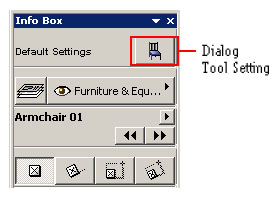 Info Box
Default Settings
Dialog
Tool Setting
Furniture & Equ...
Armchair 01